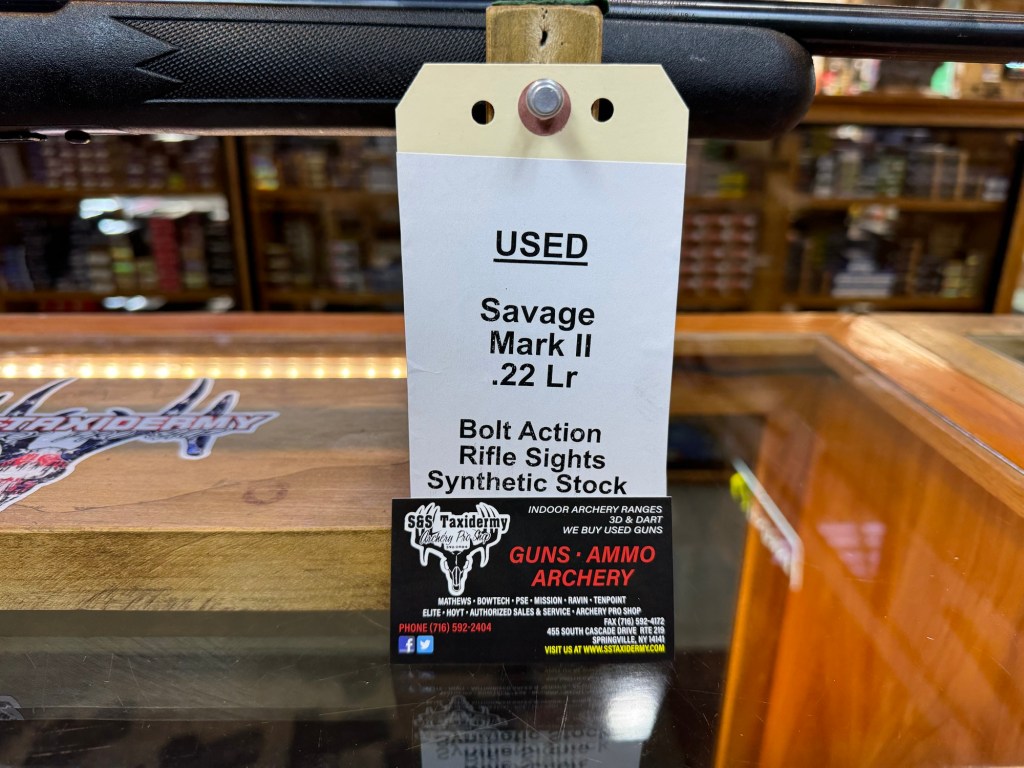 USED
Savage
Mark II
.22 Lr
Bolt Action
Rifle Sights
Synthetic Stock
STAXIDERMY
S&S Taxidermy
Archery Pro Shop
INDOOR ARCHERY RANGES
3D & DART
WE BUY USED GUNS
GUNS · AMMO
ARCHERY
MATHEWS • BOWTECH • PSE • MISSION • RAVIN • TENPOINT
ELITE • HOYT • AUTHORIZED SALES & SERVICE • ARCHERY PRO SHOP
PHONE (716) 592-2404
FAX (716) 592-4172
455 SOUTH CASCADE DRIVE RTE 219
SPRINGVILLE, NY 14141
VISIT US AT WWW.SSTAXIDERMY.COM